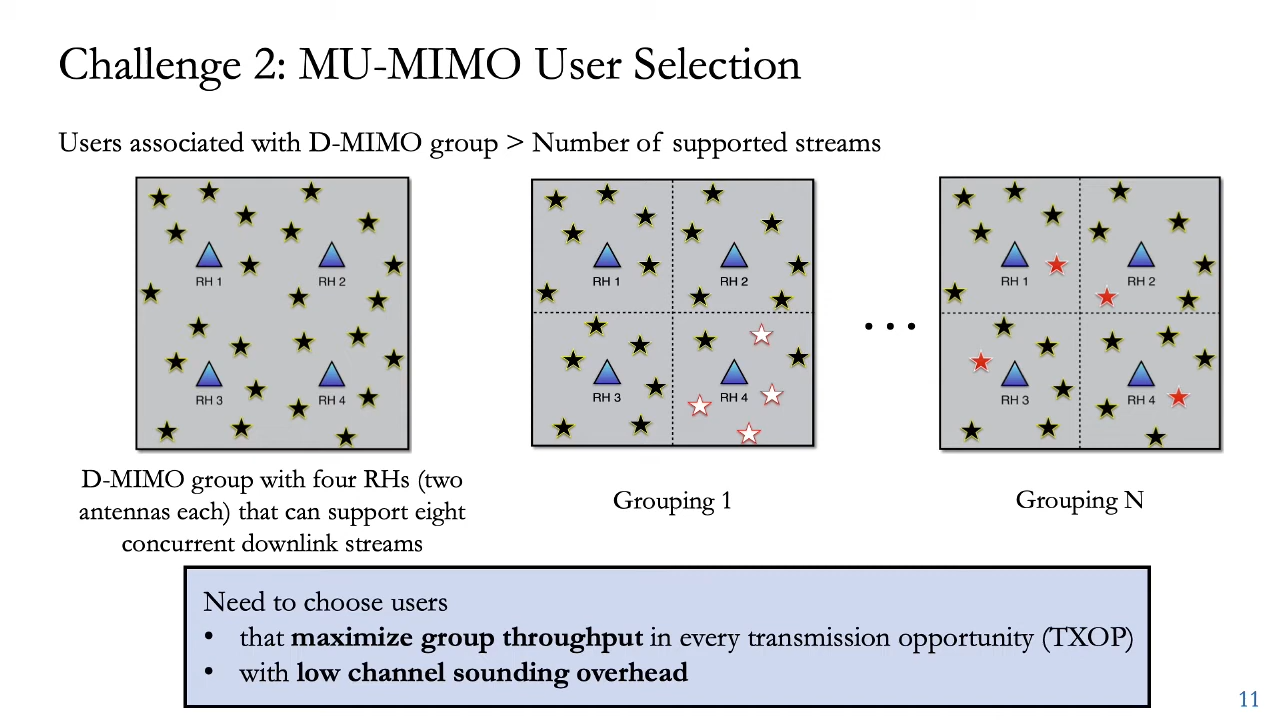 Challenge 2: MU-MIMO User Selection
Users associated with D-MIMO group > Number of supported streams
RH 1
RH 2
RH 3
RH 4
D-MIMO group with four RHs (two
antennas each) that can support eight
concurrent downlink streams
RH 1
RH 2
RH 3
RH 4
Grouping 1
...
RH 1
RH 2
RH 3
RH 4
Grouping N
Need to choose users
• that maximize group throughput in every transmission opportunity (TXOP)
• with low channel sounding overhead
11